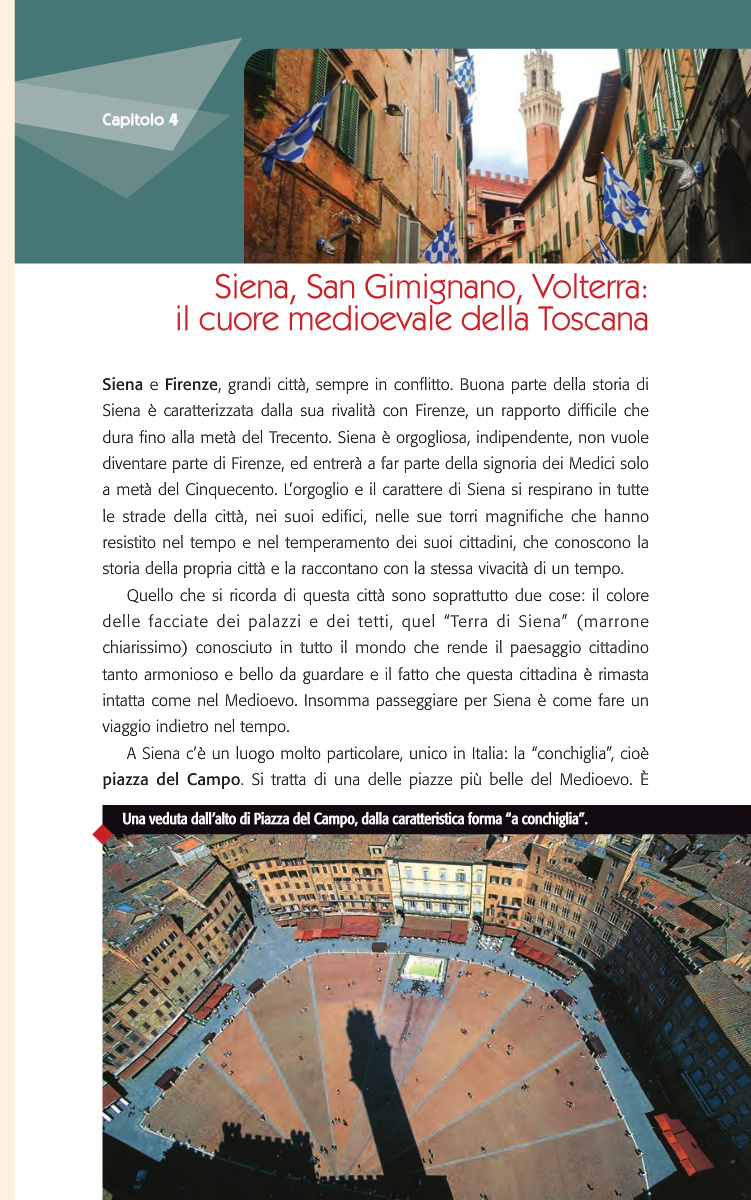 Capitolo 4
Siena, San Gimignano, Volterra:
il cuore medioevale della Toscana
Siena e Firenze, grandi città, sempre in conflitto. Buona parte della storia di
Siena è caratterizzata dalla sua rivalità con Firenze, un rapporto difficile che
dura fino alla metà del Trecento. Siena è orgogliosa, indipendente, non vuole
diventare parte di Firenze, ed entrerà a far parte della signoria dei Medici solo
a metà del Cinquecento. L’orgoglio e il carattere di Siena si respirano in tutte
le strade della città, nei suoi edifici, nelle sue torri magnifiche che hanno
resistito nel tempo e nel temperamento dei suoi cittadini, che conoscono la
storia della propria città e la raccontano con la stessa vivacità di un tempo.
Quello che si ricorda di questa città sono soprattutto due cose: il colore
delle facciate dei palazzi e dei tetti, quel “Terra di Siena” (marrone
chiarissimo) conosciuto in tutto il mondo che rende il paesaggio cittadino
tanto armonioso e bello da guardare e il fatto che questa cittadina è rimasta
intatta come nel Medioevo. Insomma passeggiare per Siena è come fare un
viaggio indietro nel tempo.
A Siena c’è un luogo molto particolare, unico in Italia: la “conchiglia”, cioè
piazza del Campo. Si tratta di una delle piazze più belle del Medioevo. È
Una veduta dall’alto di Piazza del Campo, dalla caratteristica forma “a conchiglia”.